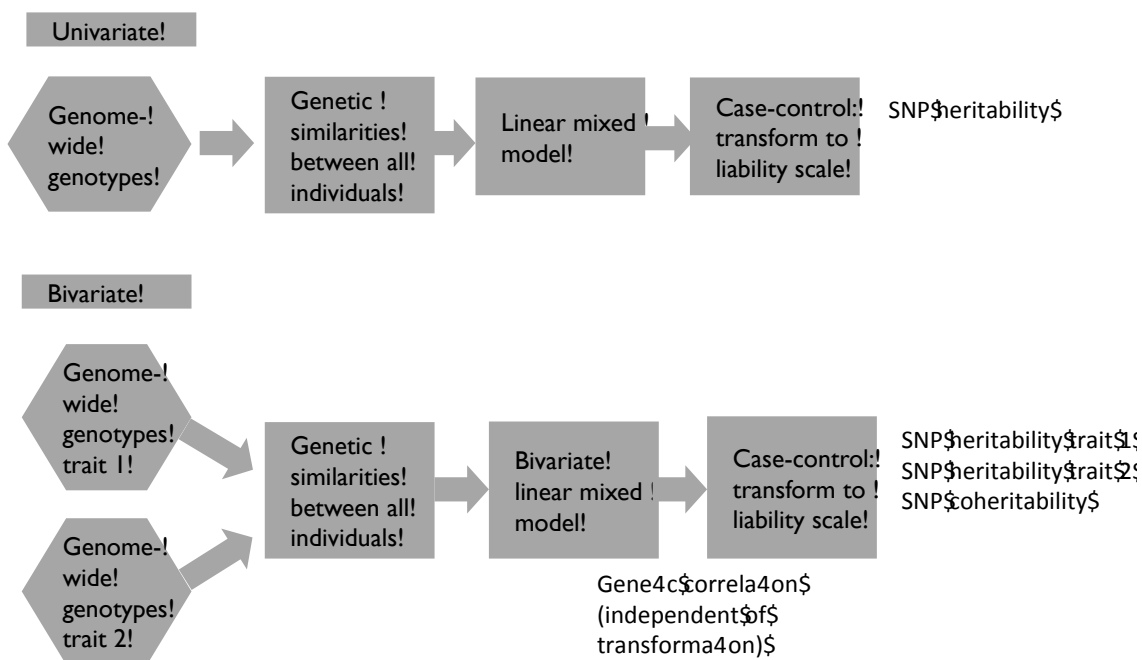 Univariate!
Genome-!
wide!
genotypes!
Genetic !
similarities!
between all!
individuals!
Linear mixed !
model!
Case-control:!
transform to !
liability scale!
SNP$heritability$
Bivariate!
Genome-!
wide!
genotypes!
trait 1!
Genome-!
wide!
genotypes!
trait 2!
Genetic !
similarities!
between all!
individuals!
Bivariate!
linear mixed !
model!
Case-control:!
transform to !
liability scale!
SNP$heritability$trait$1$
SNP$heritability$trait$2$
SNP$coheritability$
Gene4c$correla4on$
(independent$of$
transforma4on)$